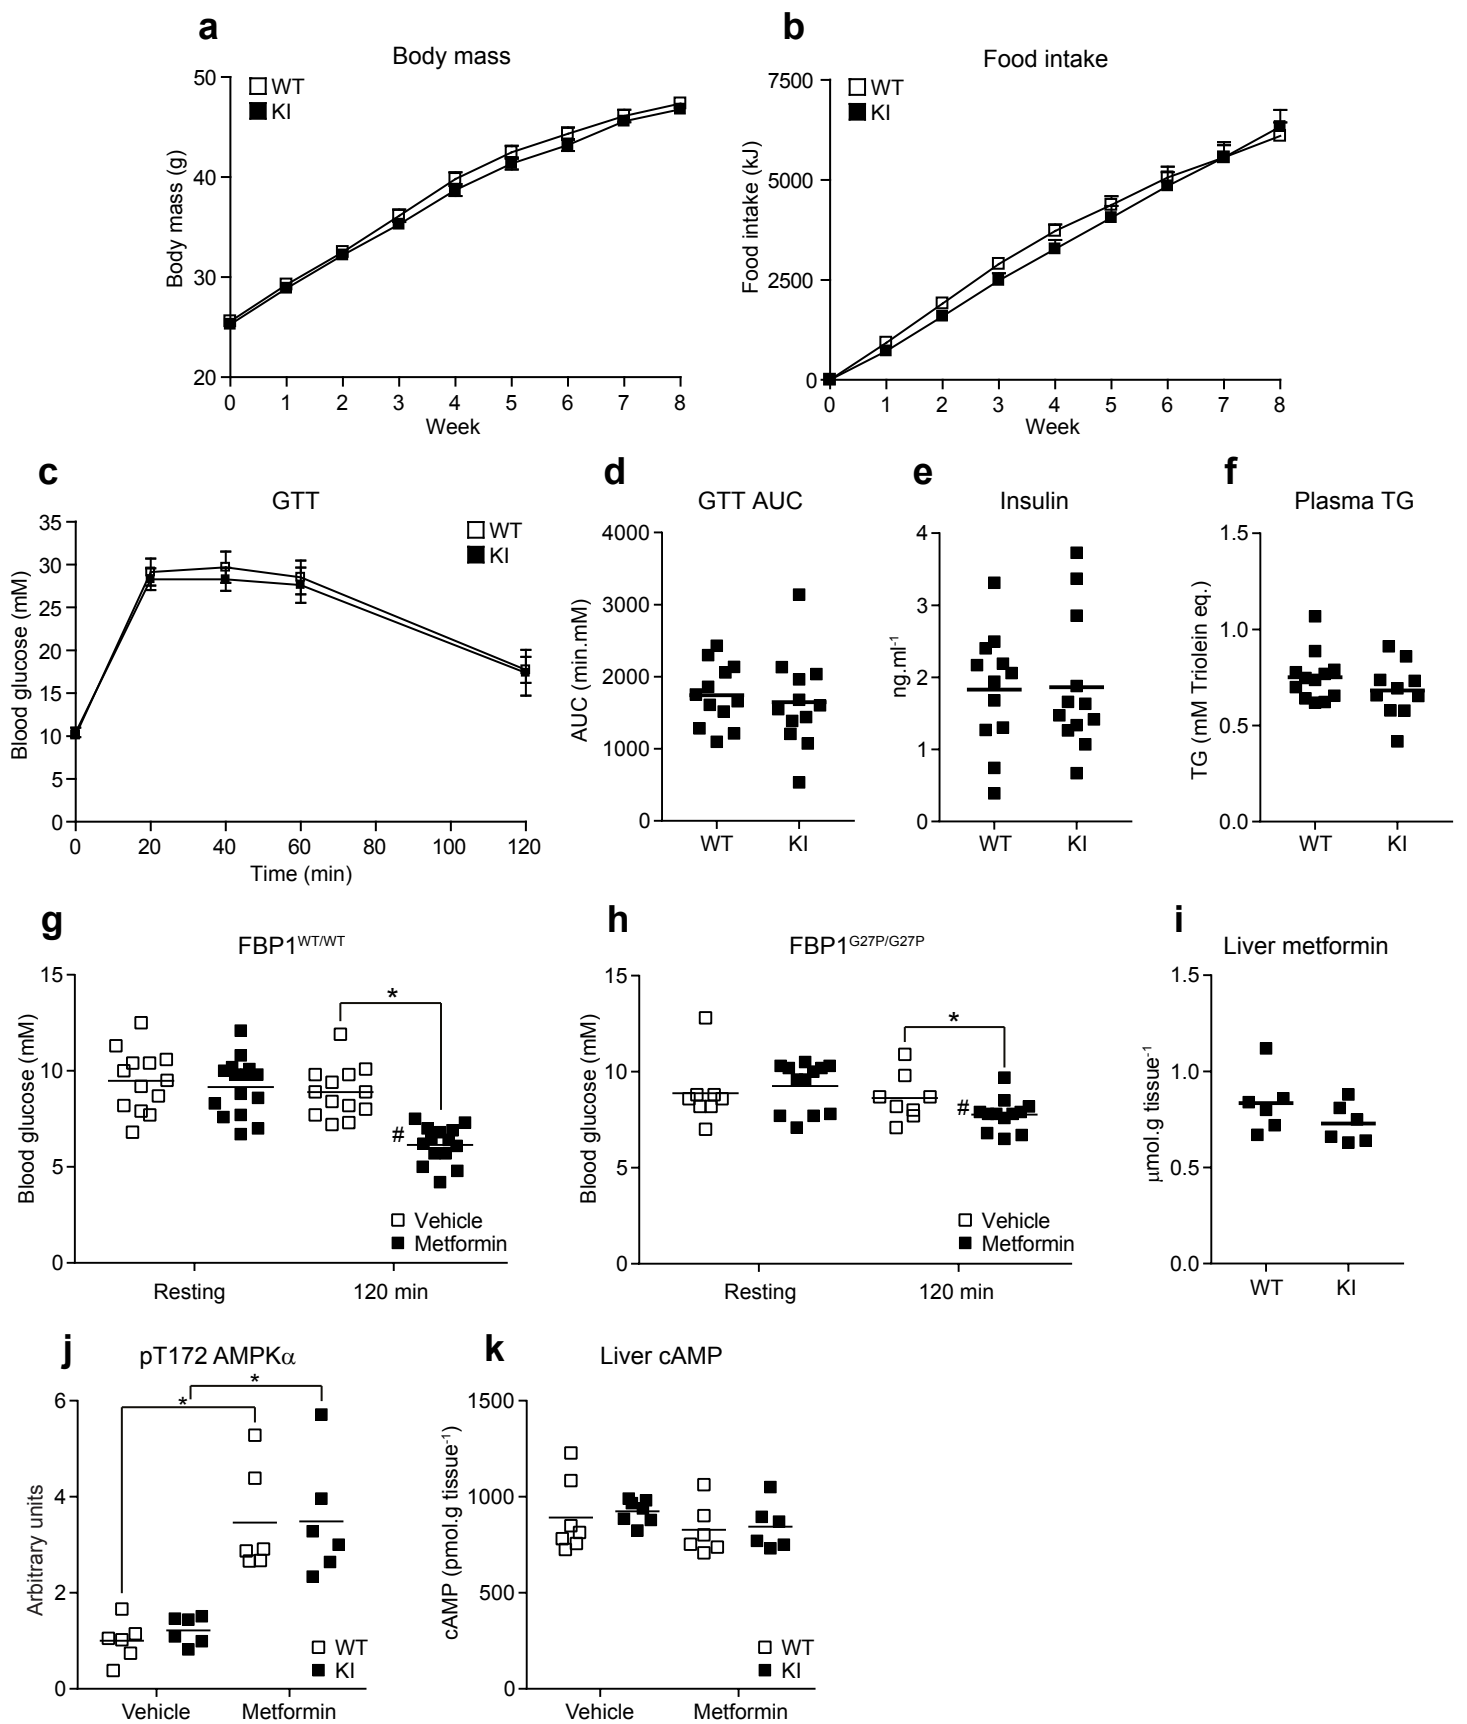 a
Body mass
WT
KI
Body mass (g)
50
40
30
20
0 1 2 3 4 5 6 7 8
Week
b
Food intake
WT
KI
Food intake (kJ)
7500
5000
2500
0
0 1 2 3 4 5 6 7 8
Week
c
GTT
WT
KI
Blood glucose (mM)
35
30
25
20
15
10
5
0
0 20 40 60 80 100 120
Time (min)
d
GTT AUC
AUC (min.mM)
4000
3000
2000
1000
0
WT KI
e
Insulin
ng.ml⁻¹
4
3
2
1
0
WT KI
f
Plasma TG
TG (mM Triolein eq.)
1.5
1.0
0.5
0.0
WT KI
g
FBP1^WT/WT
Blood glucose (mM)
15
10
5
0
*
#
Vehicle
Metformin
Resting 120 min
h
FBP1^G27P/G27P
Blood glucose (mM)
15
10
5
0
*
#
Vehicle
Metformin
Resting 120 min
i
Liver metformin
μmol.g tissue⁻¹
1.5
1.0
0.5
0.0
WT KI
j
pT172 AMPKα
Arbitrary units
6
4
2
0
*
*
WT
KI
Vehicle Metformin
k
Liver cAMP
cAMP (pmol.g tissue⁻¹)
1500
1000
500
0
WT
KI
Vehicle Metformin